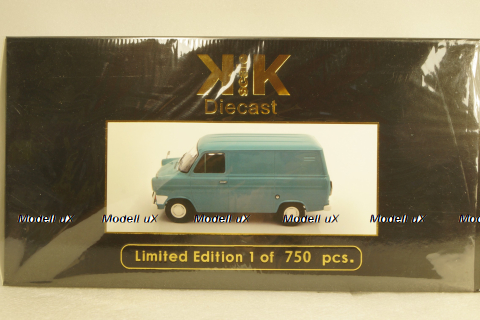 KK
Scale
Diecast
Modell uX Modell uX Modell uX Modell uX Modell uX Modell uX
Limited Edition 1 of 750 pcs.